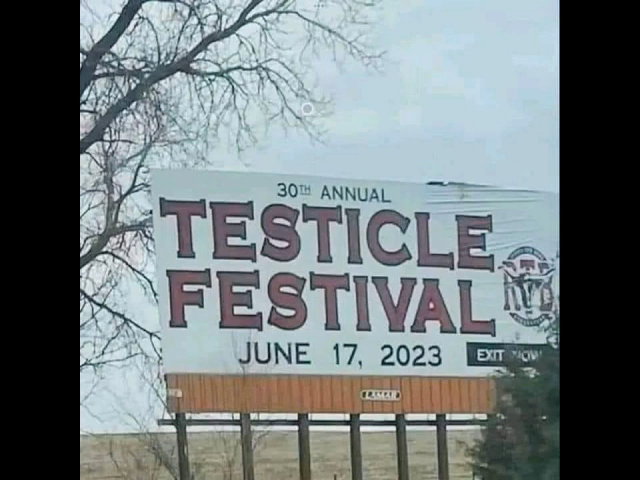 30TH ANNUAL
TESTICLE
FESTIVAL
JUNE 17, 2023
EXIT NOW
LAMAR